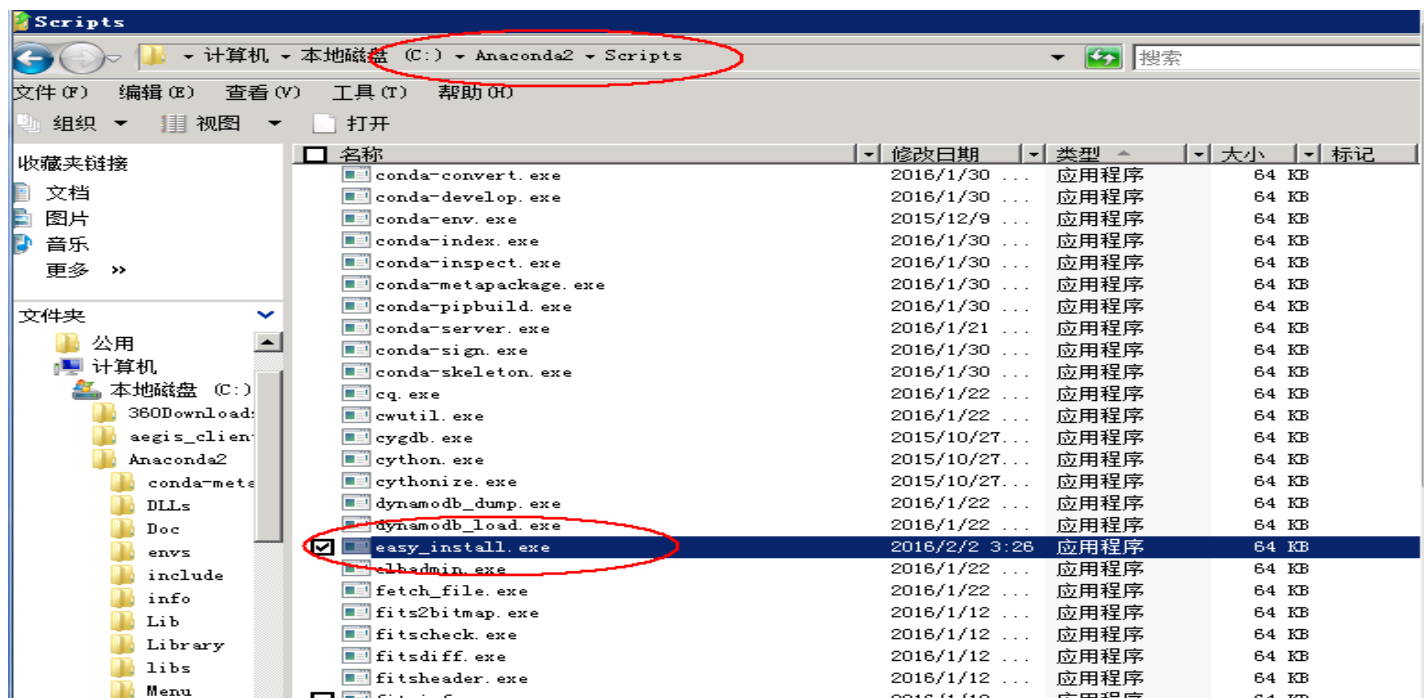 Scripts
计算机 本地磁盘 (C:) Anaconda2 Scripts 搜索
文件(F) 编辑(E) 查看(V) 工具(T) 帮助(H)
组织 视图 打开
收藏夹链接
文档
图片
音乐
更多 »
文件夹
公用
计算机
本地磁盘 (C:)
360Download
aegis_clien
Anaconda2
conda-meta
DLLs
Doc
envs
include
info
Lib
Library
libs
Menu
名称 修改日期 类型 大小 标记
conda-convert.exe 2016/1/30 ... 应用程序 64 KB
conda-develop.exe 2016/1/30 ... 应用程序 64 KB
conda-env.exe 2015/12/9 ... 应用程序 64 KB
conda-index.exe 2016/1/30 ... 应用程序 64 KB
conda-inspect.exe 2016/1/30 ... 应用程序 64 KB
conda-metapackage.exe 2016/1/30 ... 应用程序 64 KB
conda-pipbuild.exe 2016/1/30 ... 应用程序 64 KB
conda-server.exe 2016/1/21 ... 应用程序 64 KB
conda-sign.exe 2016/1/30 ... 应用程序 64 KB
conda-skeleton.exe 2016/1/30 ... 应用程序 64 KB
cq.exe 2016/1/22 ... 应用程序 64 KB
cwutil.exe 2016/1/22 ... 应用程序 64 KB
cygdb.exe 2015/10/27... 应用程序 64 KB
cython.exe 2015/10/27... 应用程序 64 KB
cythonize.exe 2015/10/27... 应用程序 64 KB
dynamodb_dump.exe 2016/1/22 ... 应用程序 64 KB
dynamodb_load.exe 2016/1/22 ... 应用程序 64 KB
easy_install.exe 2016/2/2 3:26 应用程序 64 KB
elbadmin.exe 2016/1/22 ... 应用程序 64 KB
fetch_file.exe 2016/1/22 ... 应用程序 64 KB
fits2bitmap.exe 2016/1/12 ... 应用程序 64 KB
fitscheck.exe 2016/1/12 ... 应用程序 64 KB
fitsdiff.exe 2016/1/12 ... 应用程序 64 KB
fitsheader.exe 2016/1/12 ... 应用程序 64 KB